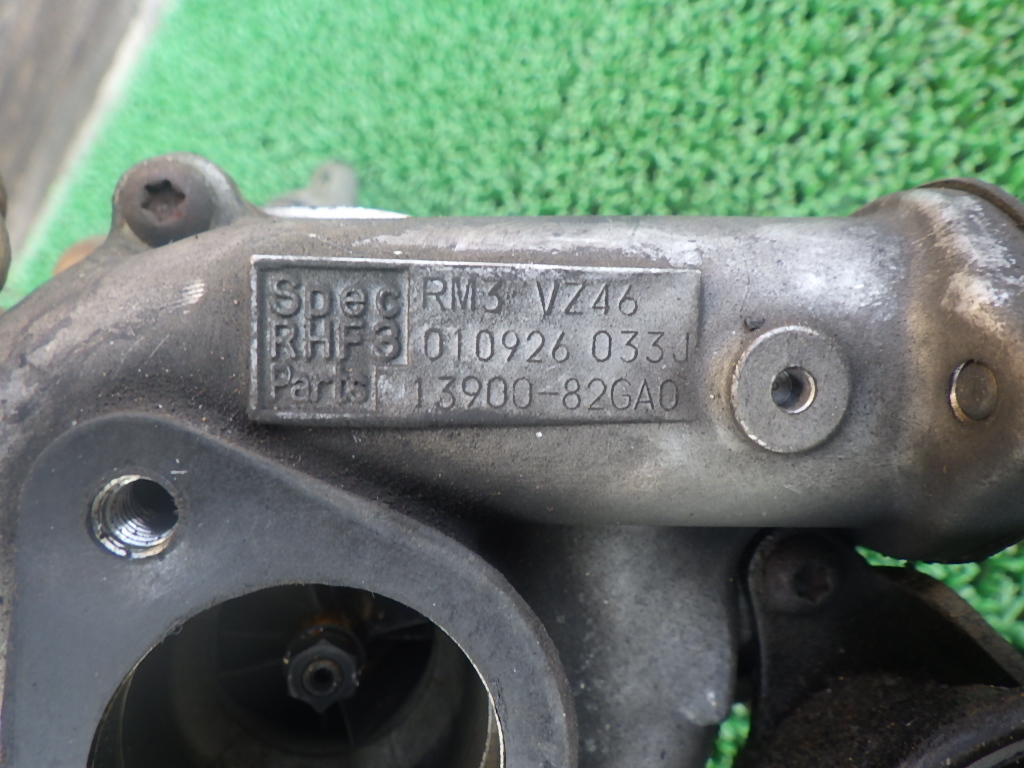 Spec RM3 VZ46
RHF3 010926 033J
Parts 13900-82GA0